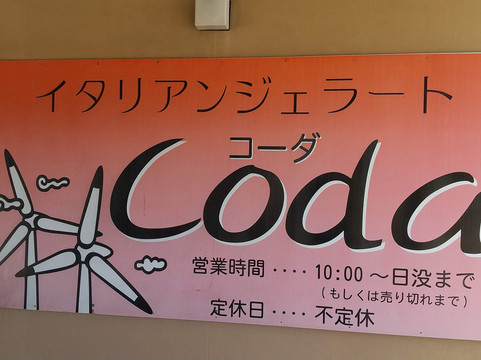 イタリアンジェラート
コーダ
Coda
営業時間‥‥10:00～日没まで
(もしくは売り切れまで)
定休日‥‥不定休